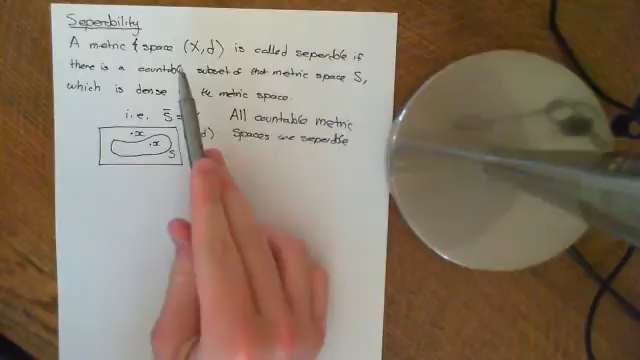 Seperability
A metric space (X,d) is called seperable if
there is a countable subset of that metric space S,
which is dense the metric space.
i.e. S̄ = All countable metric
d) Spaces are seperable
.x
.x
S